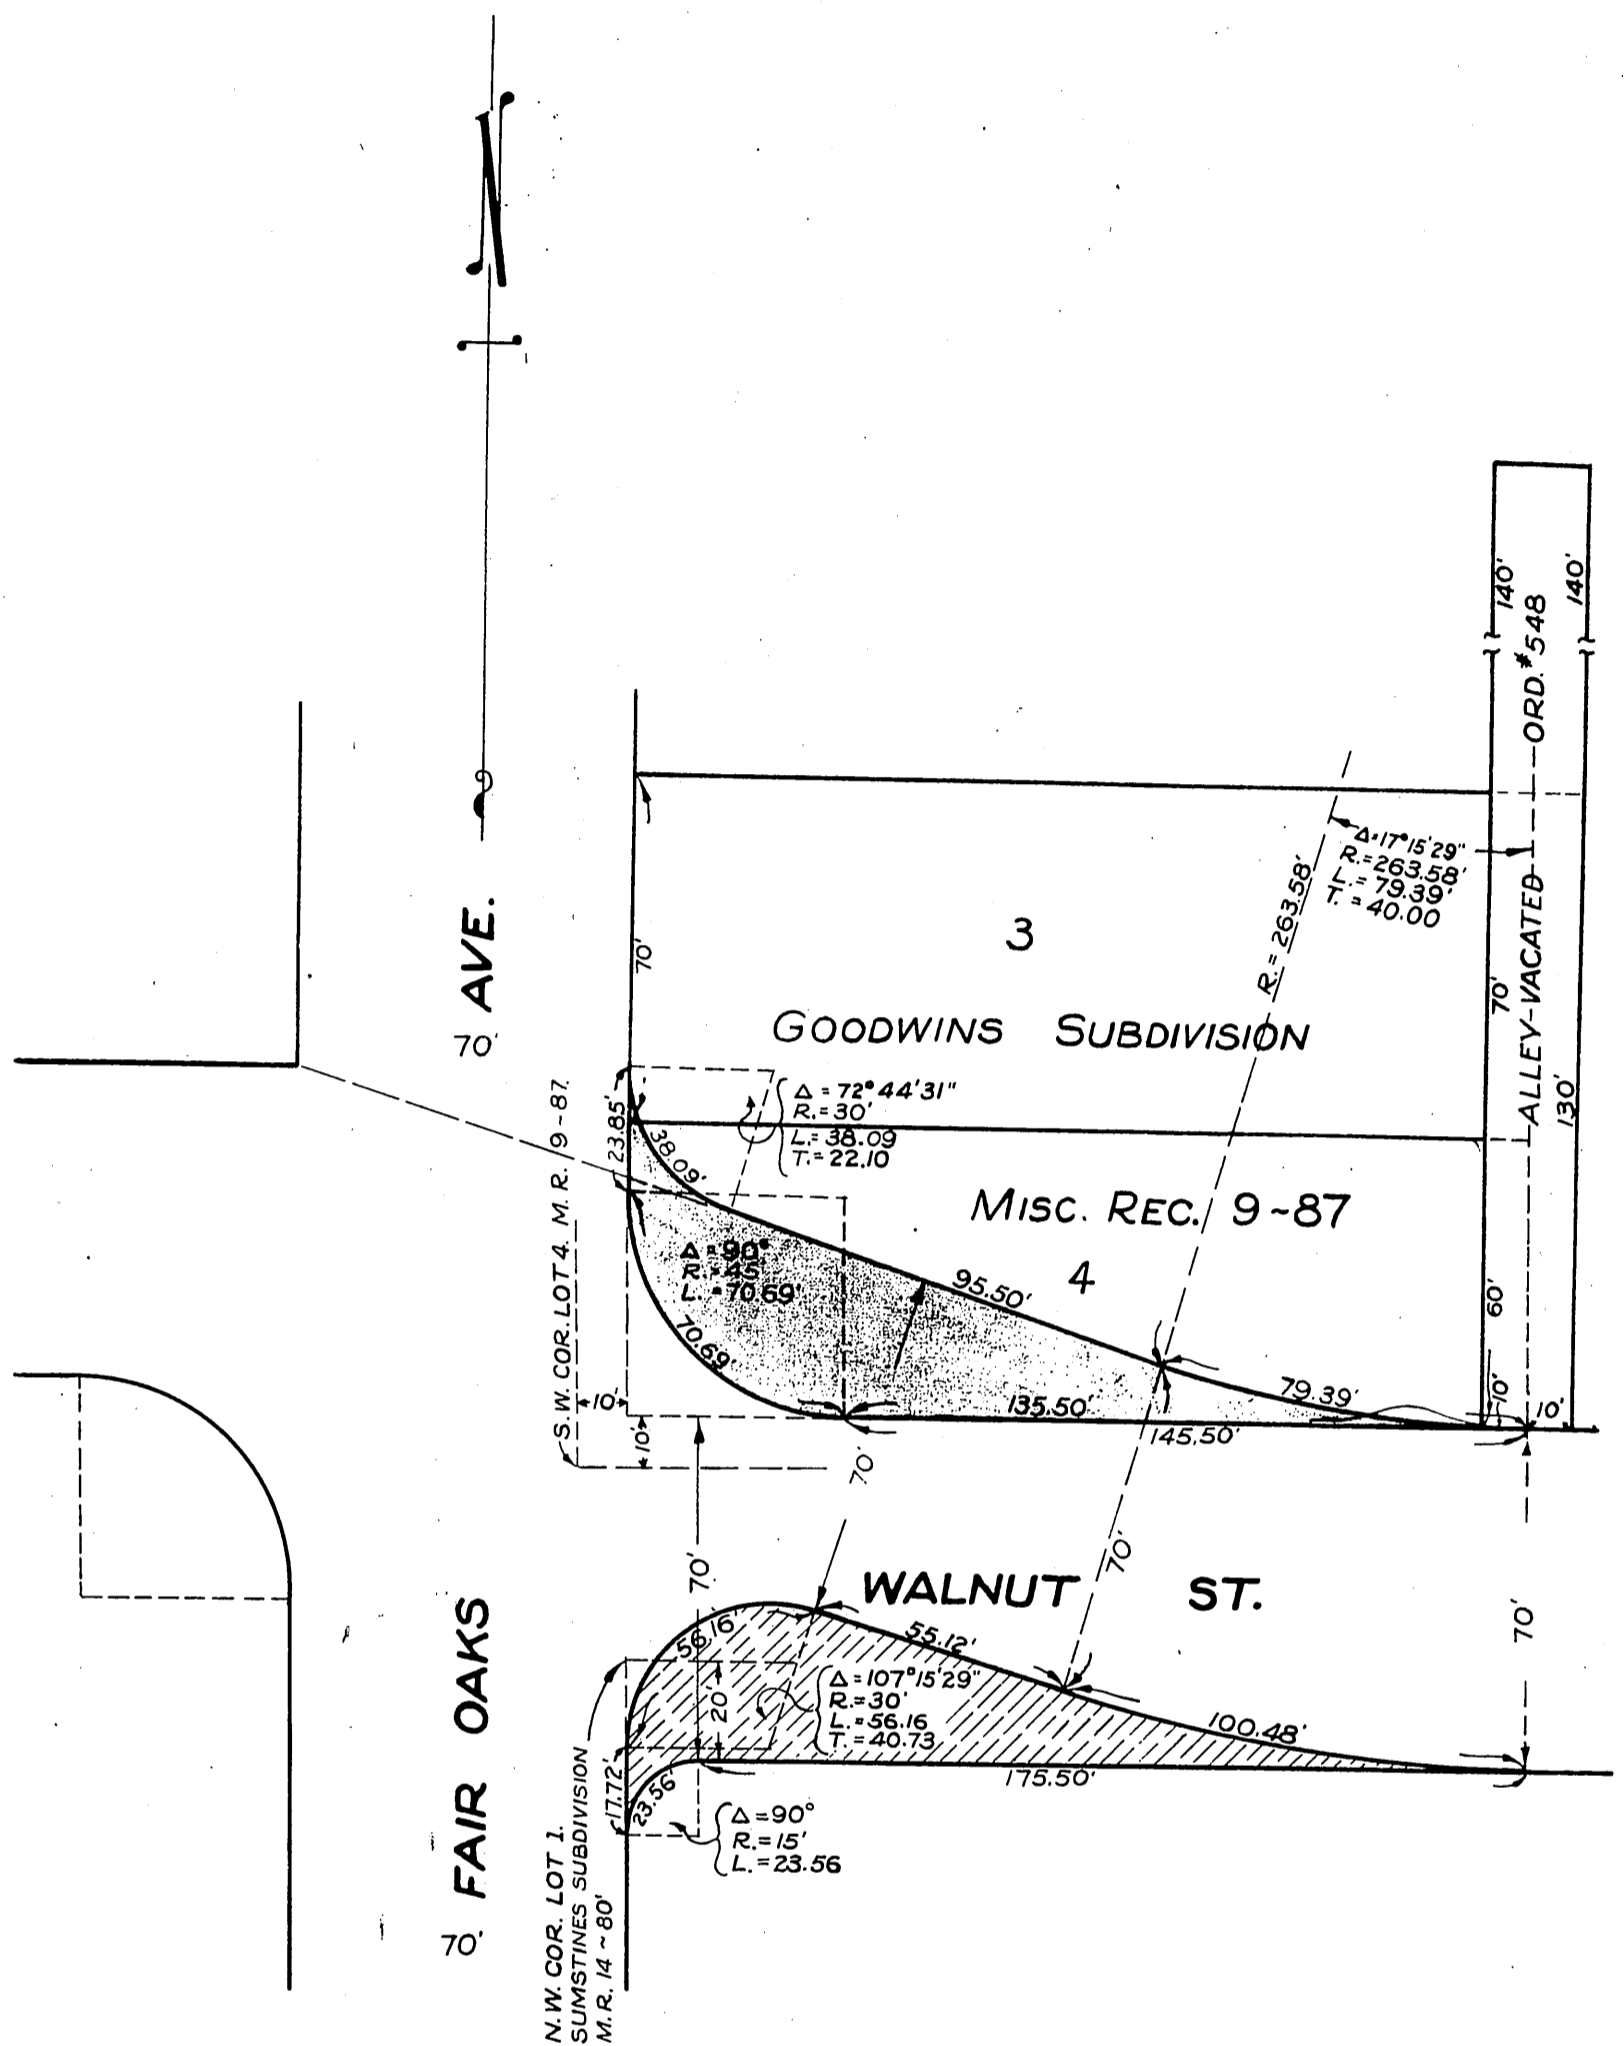 N
140'
140'
ALLEY-VACATED ORD.#548
Δ=17°15'29"
R.=263.58'
L.=79.39'
T.=40.00
R.=263.58'
3
70'
70'
AVE.
70'
GOODWINS SUBDIVISION
Δ=72°44'31"
R.=30'
L.=38.09
T.=22.10
23.85'
38.09'
130'
S.W. COR. LOT 4. M. R. 9~87.
MISC. REC. 9~87
4
Δ=90°
R.=45'
L.=70.69'
95.50'
60'
70.69'
79.39'
10'
10'
10'
10'
135.50'
145.50'
70'
70'
70'
70'
WALNUT ST.
56.16'
55.12'
20'
Δ=107°15'29"
R.=30'
L.=56.16
T.=40.73
100.48'
17.72'
23.56'
175.50'
Δ=90°
R.=15'
L.=23.56
FAIR OAKS
70'
N.W. COR. LOT 1.
SUMSTINES SUBDIVISION
M.R. 14~80'